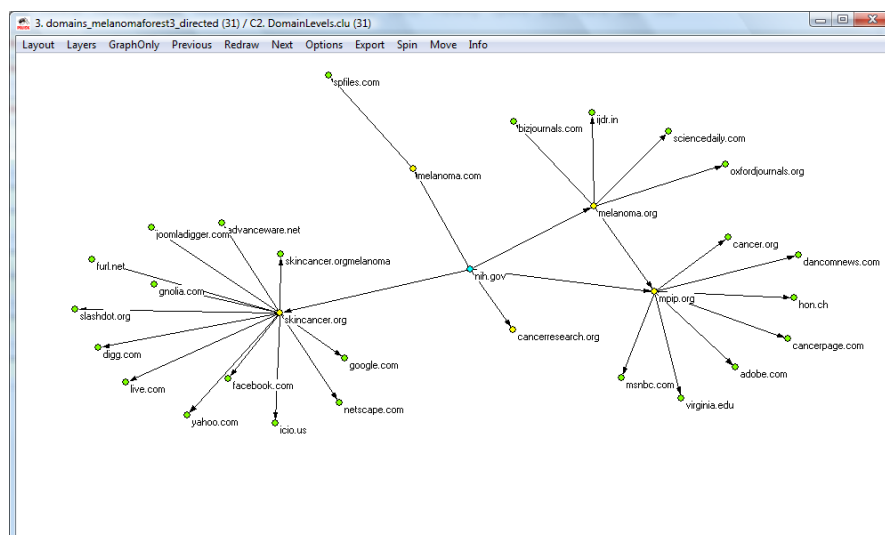 3. domains_melanomaforest3_directed (31) / C2. DomainLevels.clu (31)
Layout Layers GraphOnly Previous Redraw Next Options Export Spin Move Info
spfiles.com
bizjournals.com
ijdr.in
sciencedaily.com
oxfordjournals.org
melanoma.com
melanoma.org
joomladigger.com
advanceware.net
cancer.org
furl.net
skincancer.orgmelanoma
dancomnews.com
nih.gov
gnolia.com
mpip.org
hon.ch
slashdot.org
skincancer.org
cancerresearch.org
cancerpage.com
digg.com
google.com
adobe.com
live.com
facebook.com
msnbc.com
netscape.com
virginia.edu
yahoo.com
icio.us